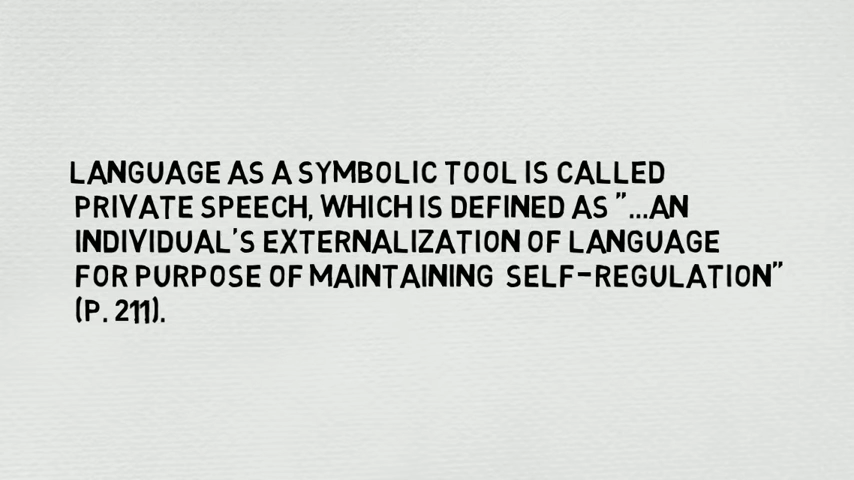 LANGUAGE AS A SYMBOLIC TOOL IS CALLED
PRIVATE SPEECH, WHICH IS DEFINED AS "...AN
INDIVIDUAL'S EXTERNALIZATION OF LANGUAGE
FOR PURPOSE OF MAINTAINING SELF-REGULATION"
(P. 211).